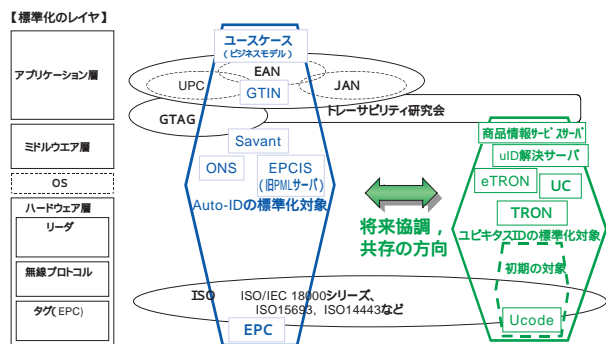 【標準化のレイヤ】
アプリケーション層
ミドルウエア層
OS
ハードウェア層
リーダ
無線プロトコル
タグ(EPC)
ユースケース
(ビジネスモデル)
EAN
UPC
JAN
GTIN
トレーサビリティ研究会
GTAG
Savant
ONS
EPCIS
(旧PMLサーバ)
Auto-IDの標準化対象
将来協調,
共存の方向
商品情報サービスサーバ
uID解決サーバ
eTRON
UC
TRON
ユビキタスIDの標準化対象
初期の対象
Ucode
ISO ISO/IEC 18000シリーズ、
ISO15693, ISO14443など
EPC